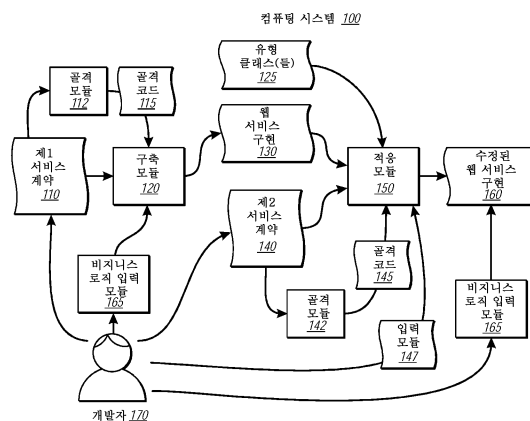 컴퓨팅 시스템 100
유형
클래스(들)
125
골격
모듈
112
골격
코드
115
제1
서비스
계약
110
구축
모듈
120
웹
서비스
구현
130
적응
모듈
150
수정된
웹 서비스
구현
160
제2
서비스
계약
140
골격
코드
145
비지니스
로직 입력
모듈
165
골격
모듈
142
입력
모듈
147
비지니스
로직 입력
모듈
165
개발자 170